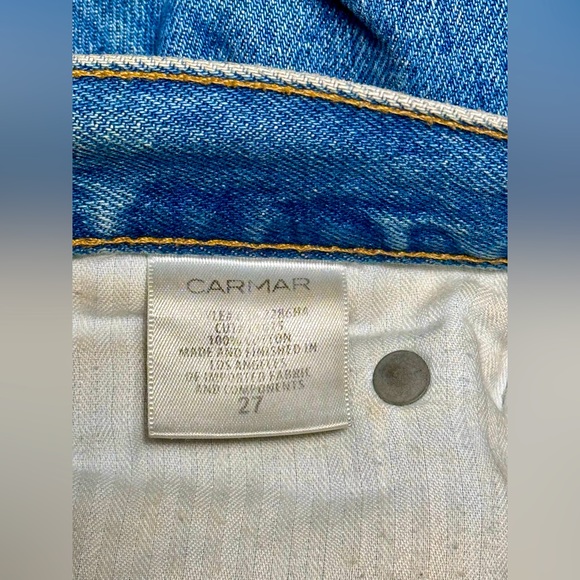 CARMAR
100% COTTON
MADE AND FINISHED IN
LOS ANGELES
OF IMPORTED FABRIC
AND COMPONENTS
27